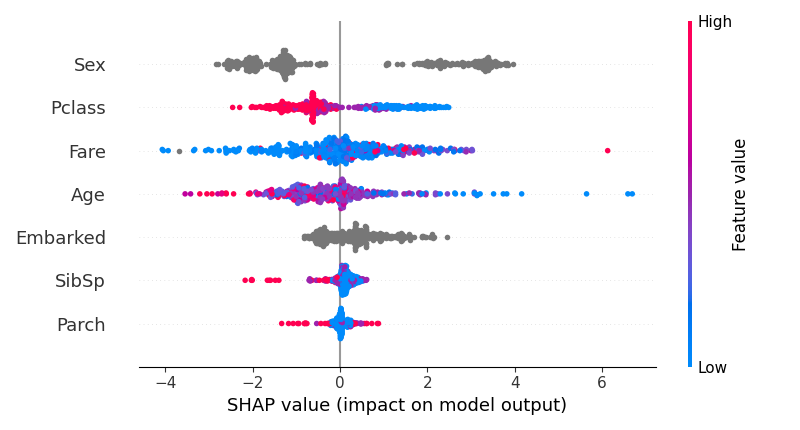 High
Sex
Pclass
Fare
Age
Embarked
SibSp
Parch
Feature value
Low
−4
−2
0
2
4
6
SHAP value (impact on model output)